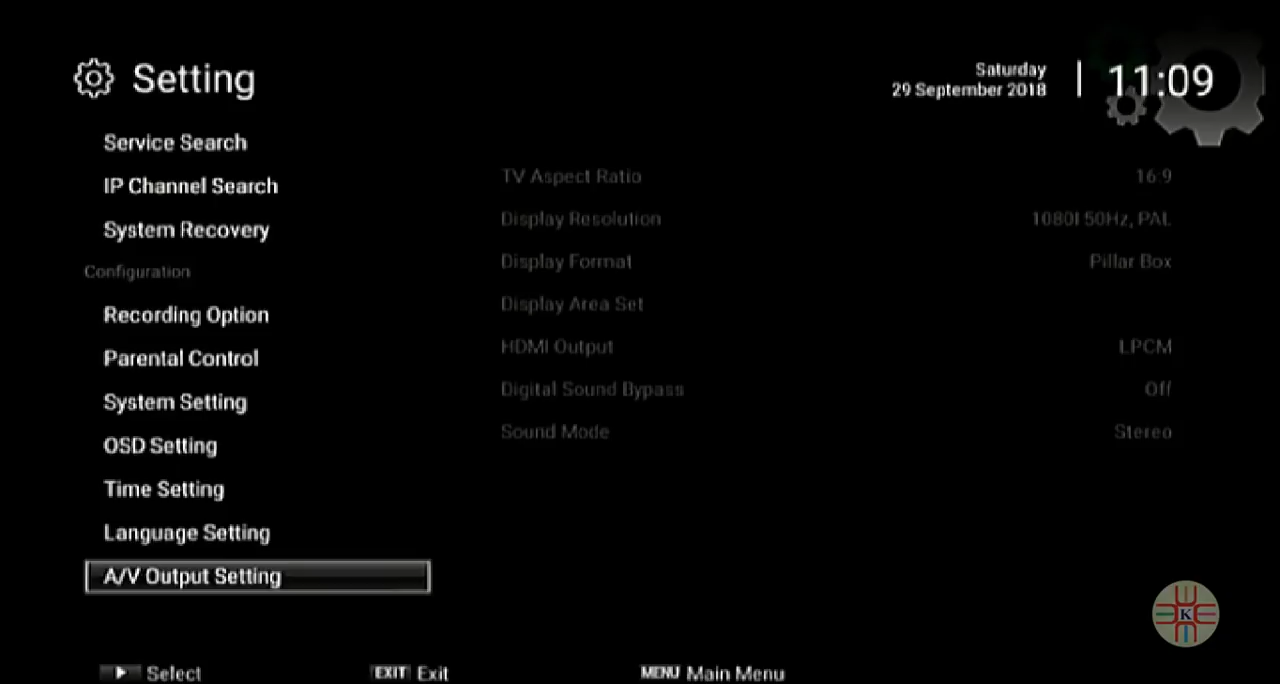 Setting
Saturday
29 September 2018
11:09
Service Search
IP Channel Search
System Recovery
Configuration
Recording Option
Parental Control
System Setting
OSD Setting
Time Setting
Language Setting
A/V Output Setting
TV Aspect Ratio 16:9
Display Resolution 1080I 50Hz, PAL
Display Format Pillar Box
Display Area Set
HDMI Output LPCM
Digital Sound Bypass Off
Sound Mode Stereo
K
Select
EXIT Exit
MENU Main Menu